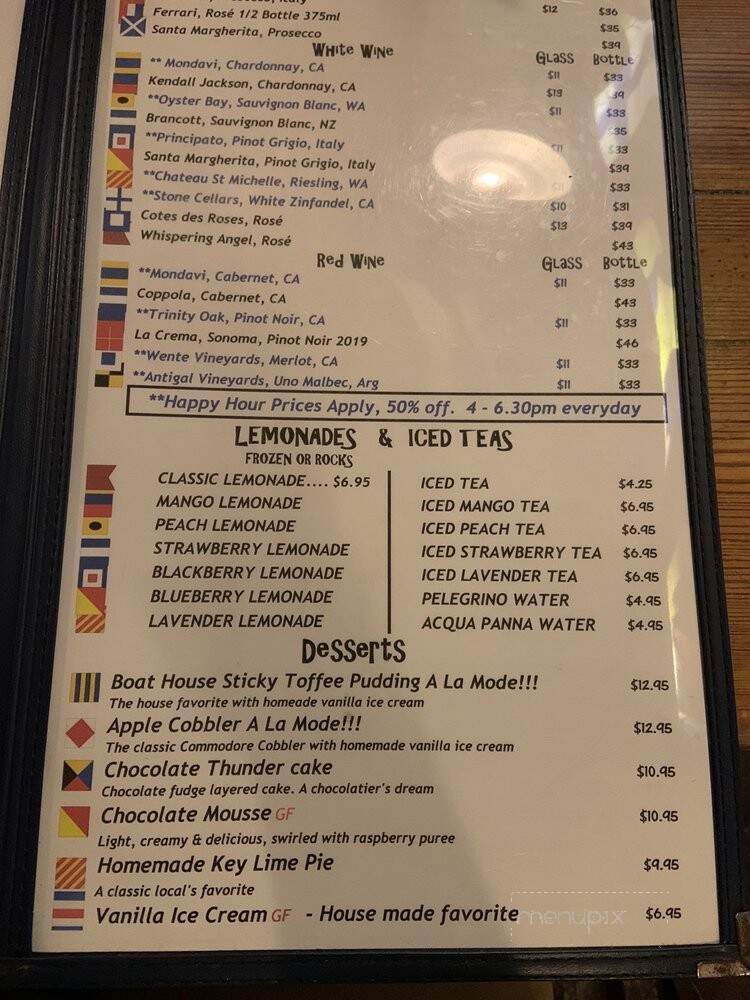 Ferrari, Rosé 1/2 Bottle 375ml $12 $36
Santa Margherita, Prosecco $35
$39
White Wine Glass Bottle
** Mondavi, Chardonnay, CA $11 $33
Kendall Jackson, Chardonnay, CA $13 $39
**Oyster Bay, Sauvignon Blanc, WA $11 $33
Brancott, Sauvignon Blanc, NZ $35
**Principato, Pinot Grigio, Italy $11 $33
Santa Margherita, Pinot Grigio, Italy $39
**Chateau St Michelle, Riesling, WA $11 $33
**Stone Cellars, White Zinfandel, CA $10 $31
Cotes des Roses, Rosé $13 $39
Whispering Angel, Rosé $43
Red Wine Glass Bottle
**Mondavi, Cabernet, CA $11 $33
Coppola, Cabernet, CA $43
**Trinity Oak, Pinot Noir, CA $11 $33
La Crema, Sonoma, Pinot Noir 2019 $46
**Wente Vineyards, Merlot, CA $11 $33
**Antigal Vineyards, Uno Malbec, Arg $11 $33
**Happy Hour Prices Apply, 50% off. 4 - 6.30pm everyday
LEMONADES & ICED TEAS
FROZEN OR ROCKS
CLASSIC LEMONADE.... $6.95
MANGO LEMONADE
PEACH LEMONADE
STRAWBERRY LEMONADE
BLACKBERRY LEMONADE
BLUEBERRY LEMONADE
LAVENDER LEMONADE
ICED TEA $4.25
ICED MANGO TEA $6.95
ICED PEACH TEA $6.95
ICED STRAWBERRY TEA $6.95
ICED LAVENDER TEA $6.95
PELEGRINO WATER $4.95
ACQUA PANNA WATER $4.95
Desserts
Boat House Sticky Toffee Pudding A La Mode!!! $12.95
The house favorite with homeade vanilla ice cream
Apple Cobbler A La Mode!!! $12.95
The classic Commodore Cobbler with homemade vanilla ice cream
Chocolate Thunder cake $10.95
Chocolate fudge layered cake. A chocolatier's dream
Chocolate Mousse GF $10.95
Light, creamy & delicious, swirled with raspberry puree
Homemade Key Lime Pie $9.95
A classic local's favorite
Vanilla Ice Cream GF - House made favorite $6.95
menupix